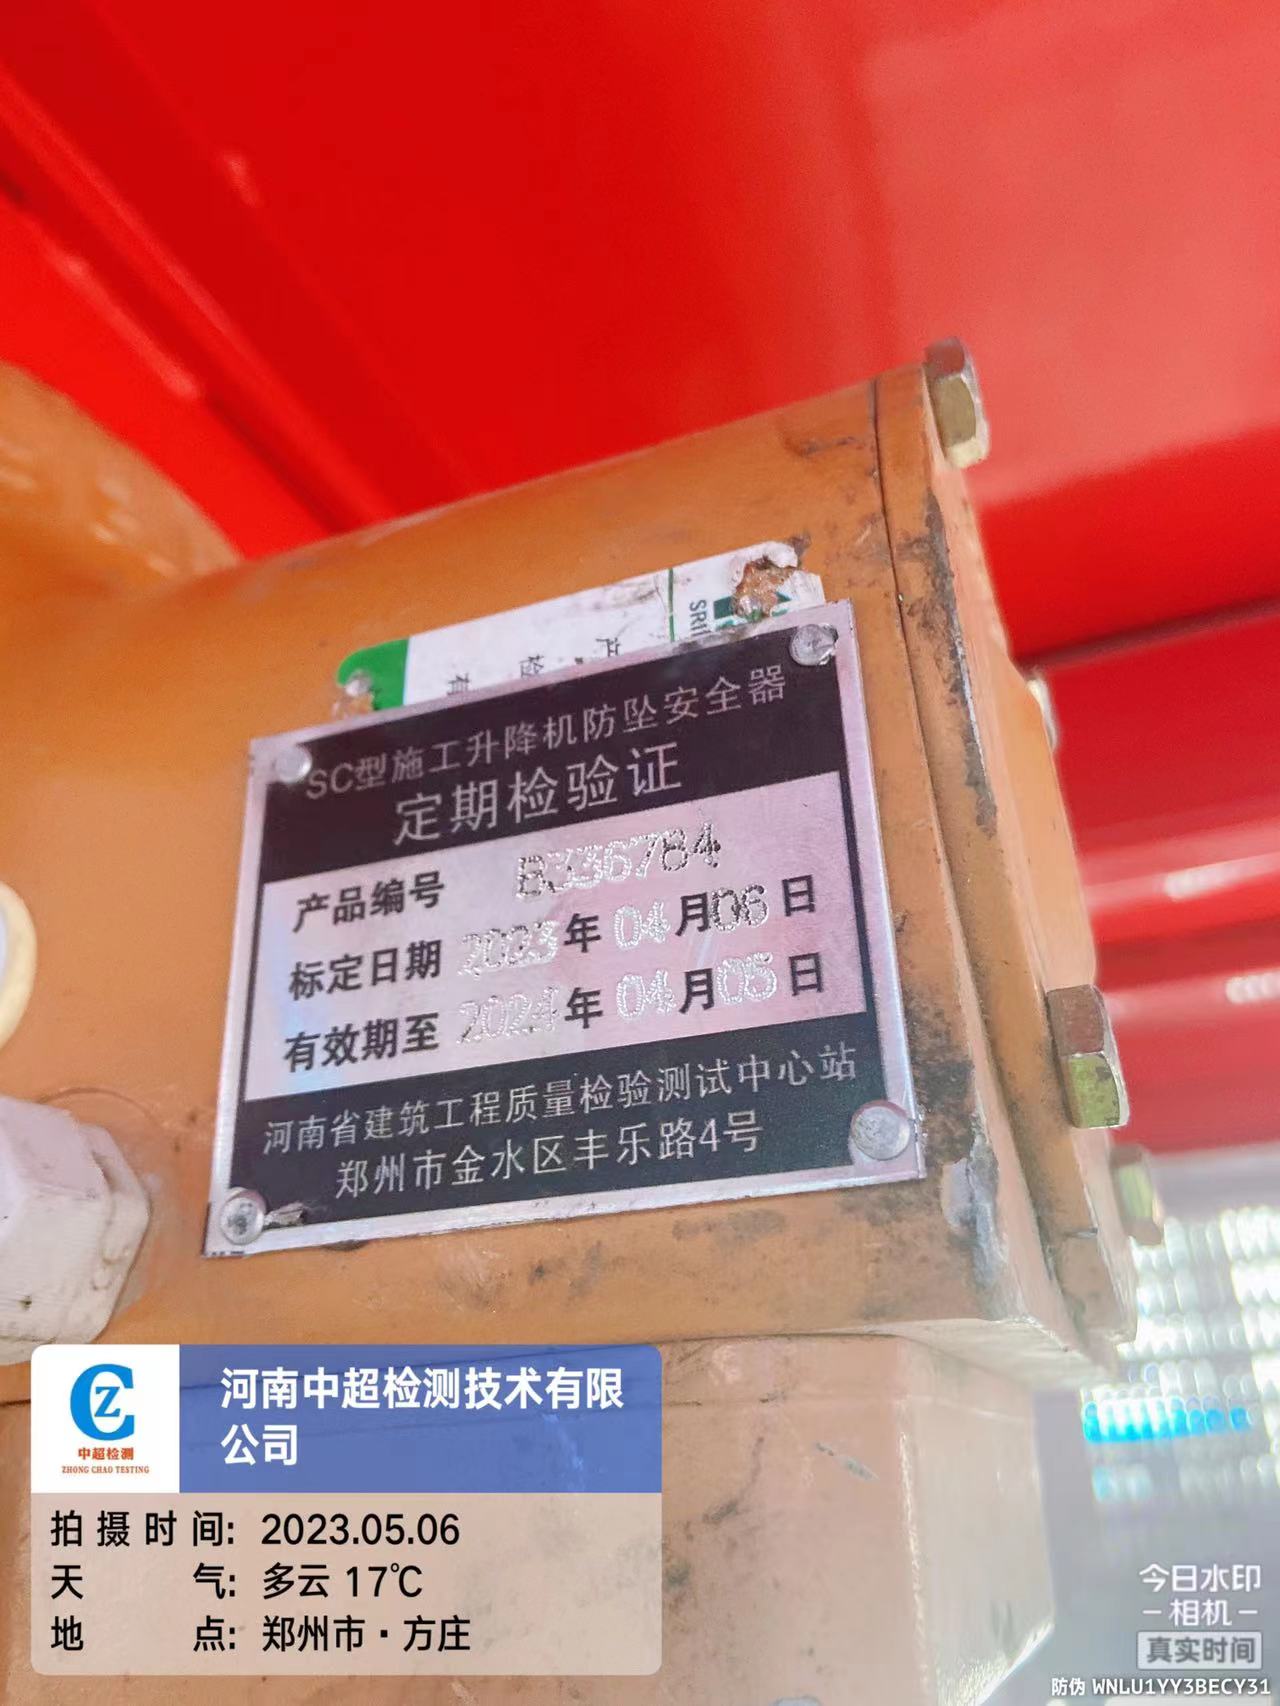 SRI
产
检
有
SC型施工升降机防坠安全器
定期检验证
产品编号 B336784
标定日期 2023年04月06日
有效期至 2024年04月05日
河南省建筑工程质量检验测试中心站
郑州市金水区丰乐路4号
CZ
中超检测
ZHONG CHAO TESTING
河南中超检测技术有限
公司
拍摄时间: 2023.05.06
天气: 多云 17℃
地点: 郑州市·方庄
今日水印
-相机-
真实时间
防伪 WNLU1YY3BECY31